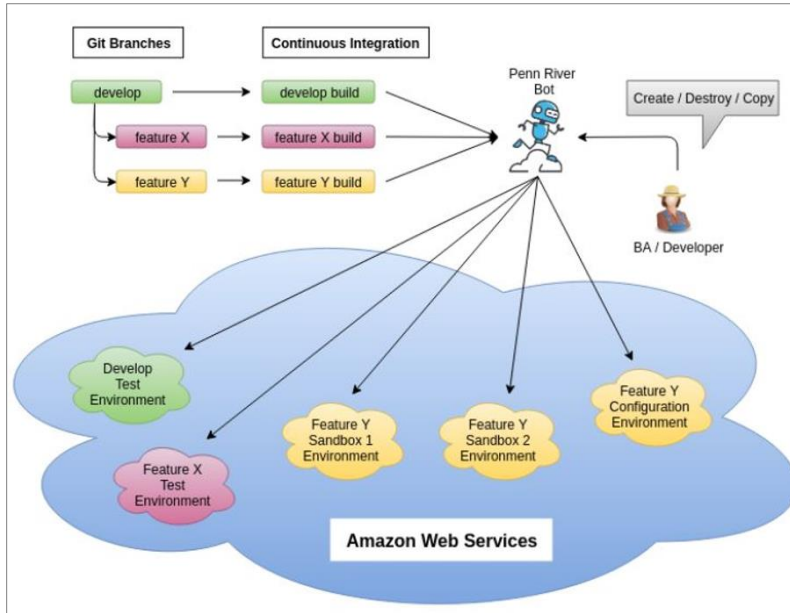 Git Branches
Continuous Integration
develop
develop build
feature X
feature X build
feature Y
feature Y build
Penn River
Bot
Create / Destroy / Copy
BA / Developer
Develop
Test
Environment
Feature X
Test
Environment
Feature Y
Sandbox 1
Environment
Feature Y
Sandbox 2
Environment
Feature Y
Configuration
Environment
Amazon Web Services